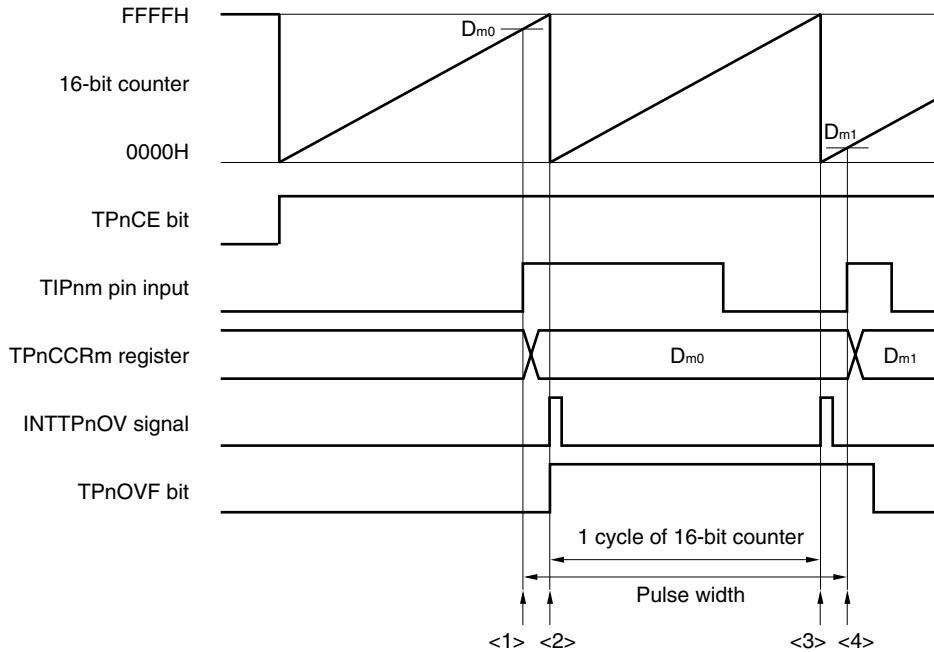 FFFFH
Dm0
16-bit counter
Dm1
0000H
TPnCE bit
TIPnm pin input
TPnCCRm register
Dm0
Dm1
INTTPnOV signal
TPnOVF bit
1 cycle of 16-bit counter
Pulse width
<1> <2> <3> <4>